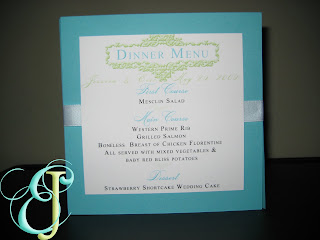 Dinner Menu
First Course
Mesclin Salad
Main Course
Western Prime Rib
Grilled Salmon
Boneless Breast of Chicken Florentine
All served with mixed vegetables &
baby red bliss potatoes
Dessert
Strawberry Shortcake Wedding Cake